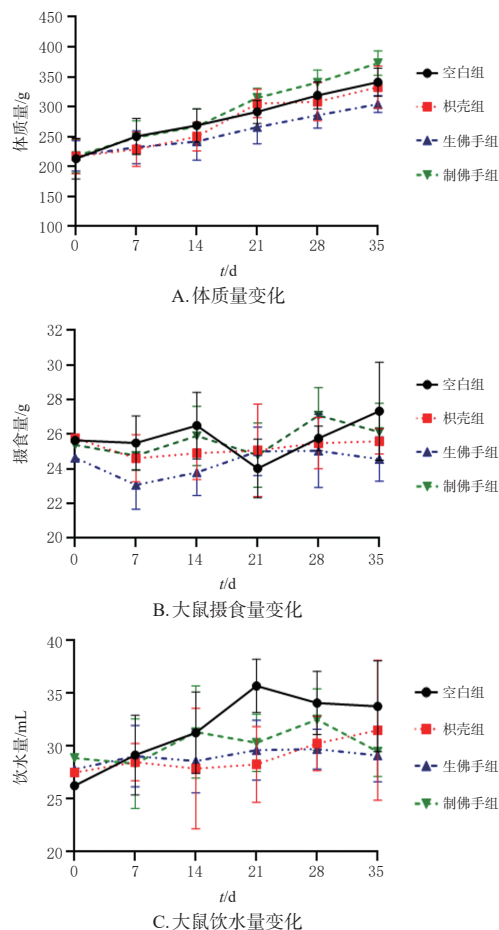 450
400
350
300
250
200
150
100
体质量/g
0 7 14 21 28 35
t/d
空白组
枳壳组
生佛手组
制佛手组
A.体质量变化
32
30
28
26
24
22
20
摄食量/g
0 7 14 21 28 35
t/d
空白组
枳壳组
生佛手组
制佛手组
B.大鼠摄食量变化
40
35
30
25
20
饮水量/mL
0 7 14 21 28 35
t/d
空白组
枳壳组
生佛手组
制佛手组
C.大鼠饮水量变化